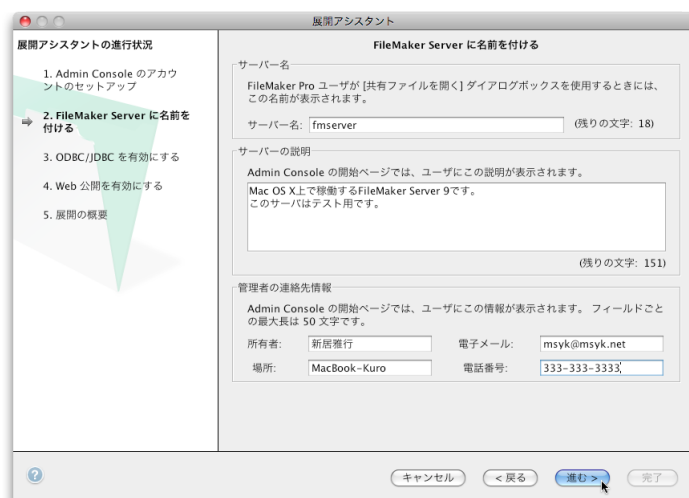 展開アシスタント
展開アシスタントの進行状況
1. Admin Console のアカウ
ントのセットアップ
2. FileMaker Server に名前を
付ける
3. ODBC/JDBC を有効にする
4. Web 公開を有効にする
5. 展開の概要
FileMaker Server に名前を付ける
サーバー名
FileMaker Pro ユーザが [共有ファイルを開く] ダイアログボックスを使用するときには、
この名前が表示されます。
サーバー名: fmserver (残りの文字: 18)
サーバーの説明
Admin Console の開始ページでは、ユーザにこの説明が表示されます。
Mac OS X上で稼働するFileMaker Server 9です。
このサーバはテスト用です。
(残りの文字: 151)
管理者の連絡先情報
Admin Console の開始ページでは、ユーザにこの情報が表示されます。 フィールドごと
の最大長は 50 文字です。
所有者: 新居雅行 電子メール: msyk@msyk.net
場所: MacBook-Kuro 電話番号: 333-333-3333
? キャンセル < 戻る 進む > 完了